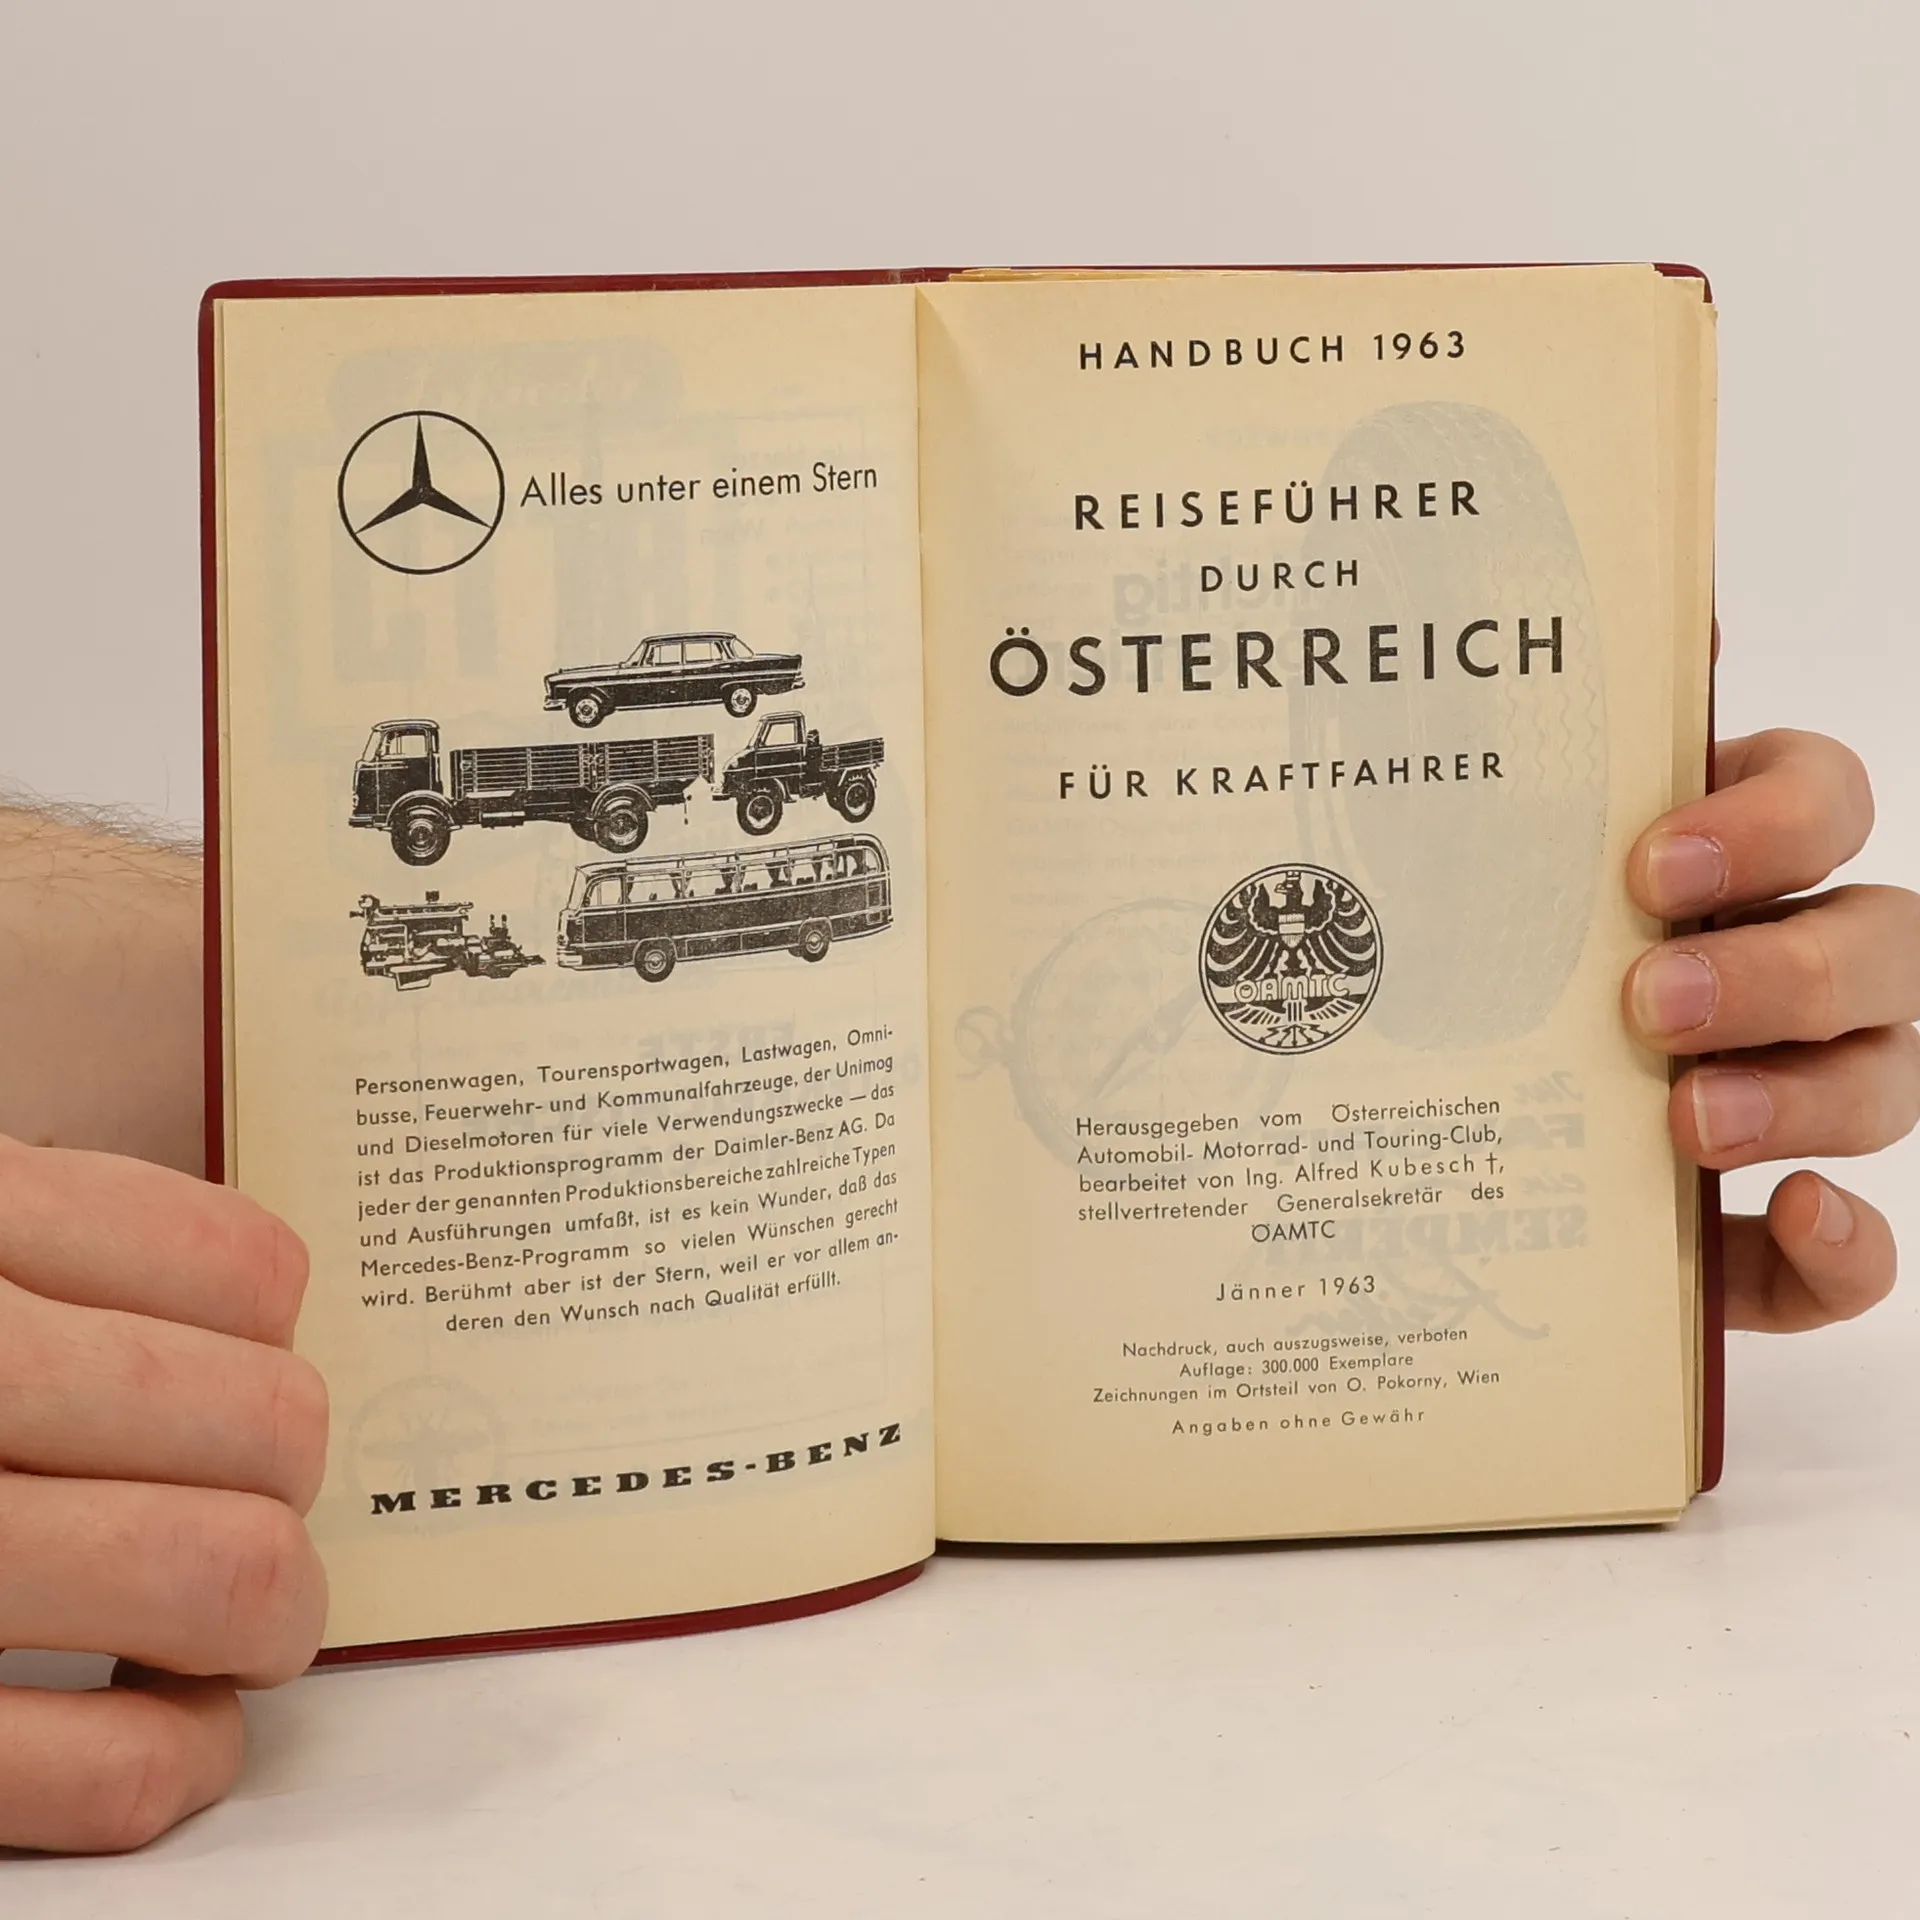 Alles unter einem Stern
Personenwagen, Tourensportwagen, Lastwagen, Omni-
busse, Feuerwehr- und Kommunalfahrzeuge, der Unimog
und Dieselmotoren für viele Verwendungszwecke — das
ist das Produktionsprogramm der Daimler-Benz AG. Da
jeder der genannten Produktionsbereiche zahlreiche Typen
und Ausführungen umfaßt, ist es kein Wunder, daß das
Mercedes-Benz-Programm so vielen Wünschen gerecht
wird. Berühmt aber ist der Stern, weil er vor allem an-
deren den Wunsch nach Qualität erfüllt.
MERCEDES-BENZ
HANDBUCH 1963
REISEFÜHRER
DURCH
ÖSTERREICH
FÜR KRAFTFAHRER
ÖAMTC
Herausgegeben vom Österreichischen
Automobil- Motorrad- und Touring-Club,
bearbeitet von Ing. Alfred Kubesch †,
stellvertretender Generalsekretär des
ÖAMTC
Jänner 1963
Nachdruck, auch auszugsweise, verboten
Auflage: 300.000 Exemplare
Zeichnungen im Ortsteil von O. Pokorny, Wien
Angaben ohne Gewähr